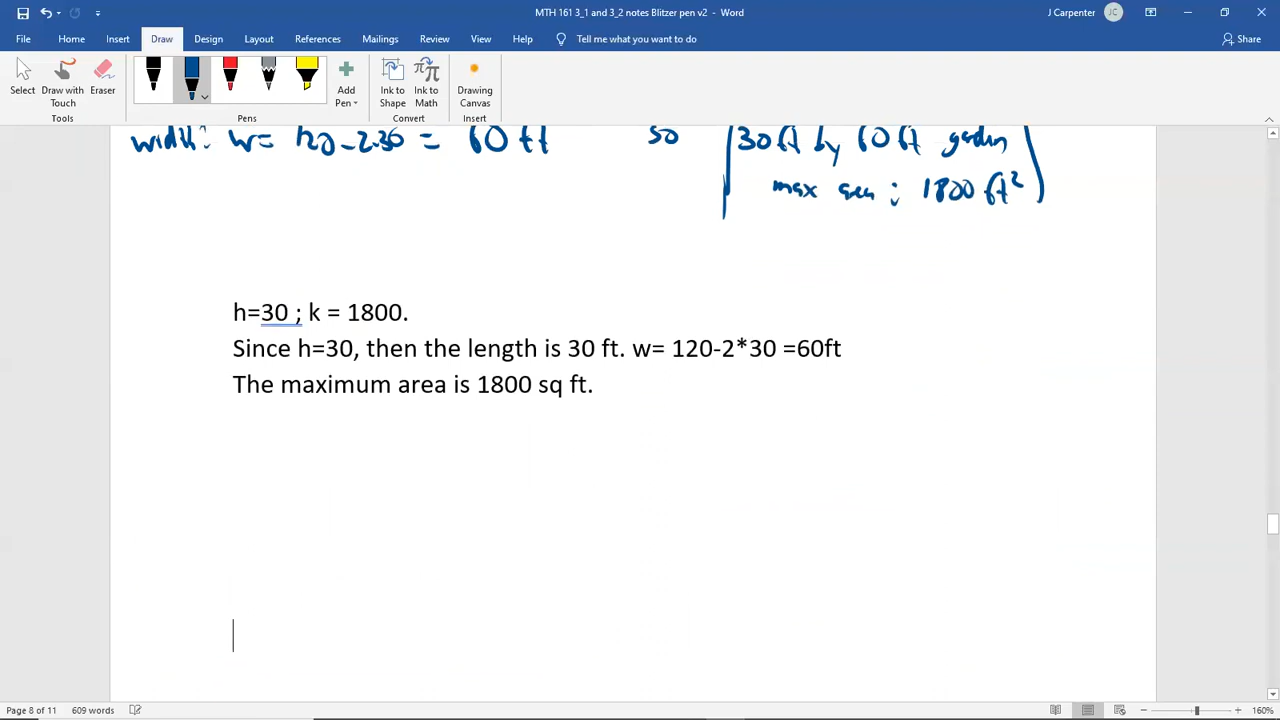 MTH 161 3_1 and 3_2 notes Blitzer pen v2 - Word
J Carpenter
JC
File
Home
Insert
Draw
Design
Layout
References
Mailings
Review
View
Help
Tell me what you want to do
Share
Select
Draw with Touch
Eraser
Add Pen
Ink to Shape
Ink to Math
Drawing Canvas
Tools
Pens
Convert
Insert
width: w= 120-2·30 = 60 ft so 30 ft by 60 ft garden
max area : 1800 ft²
h=30 ; k = 1800.
Since h=30, then the length is 30 ft. w= 120-2*30 =60ft
The maximum area is 1800 sq ft.
Page 8 of 11
609 words
160%